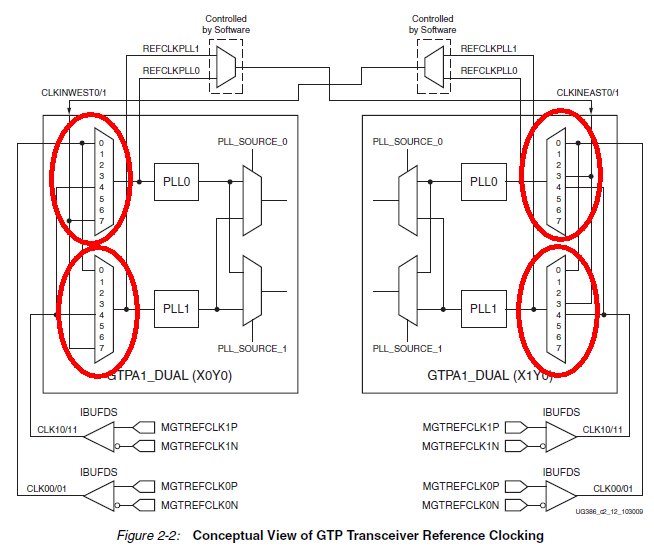 Controlled
by Software
Controlled
by Software
REFCLKPLL1
REFCLKPLL0
REFCLKPLL1
REFCLKPLL0
CLKINWEST0/1
CLKINEAST0/1
0
1
2
3
4
5
6
7
PLL0
PLL_SOURCE_0
PLL_SOURCE_0
PLL0
0
1
2
3
4
5
6
7
0
1
2
3
4
5
6
7
PLL1
PLL1
0
1
2
3
4
5
6
7
PLL_SOURCE_1
PLL_SOURCE_1
GTPA1_DUAL (X0Y0)
GTPA1_DUAL (X1Y0)
IBUFDS
CLK10/11
MGTREFCLK1P
MGTREFCLK1N
MGTREFCLK1P
MGTREFCLK1N
IBUFDS
CLK10/11
IBUFDS
CLK00/01
MGTREFCLK0P
MGTREFCLK0N
MGTREFCLK0P
MGTREFCLK0N
IBUFDS
CLK00/01
UG386_c2_12_103009
Figure 2-2: Conceptual View of GTP Transceiver Reference Clocking